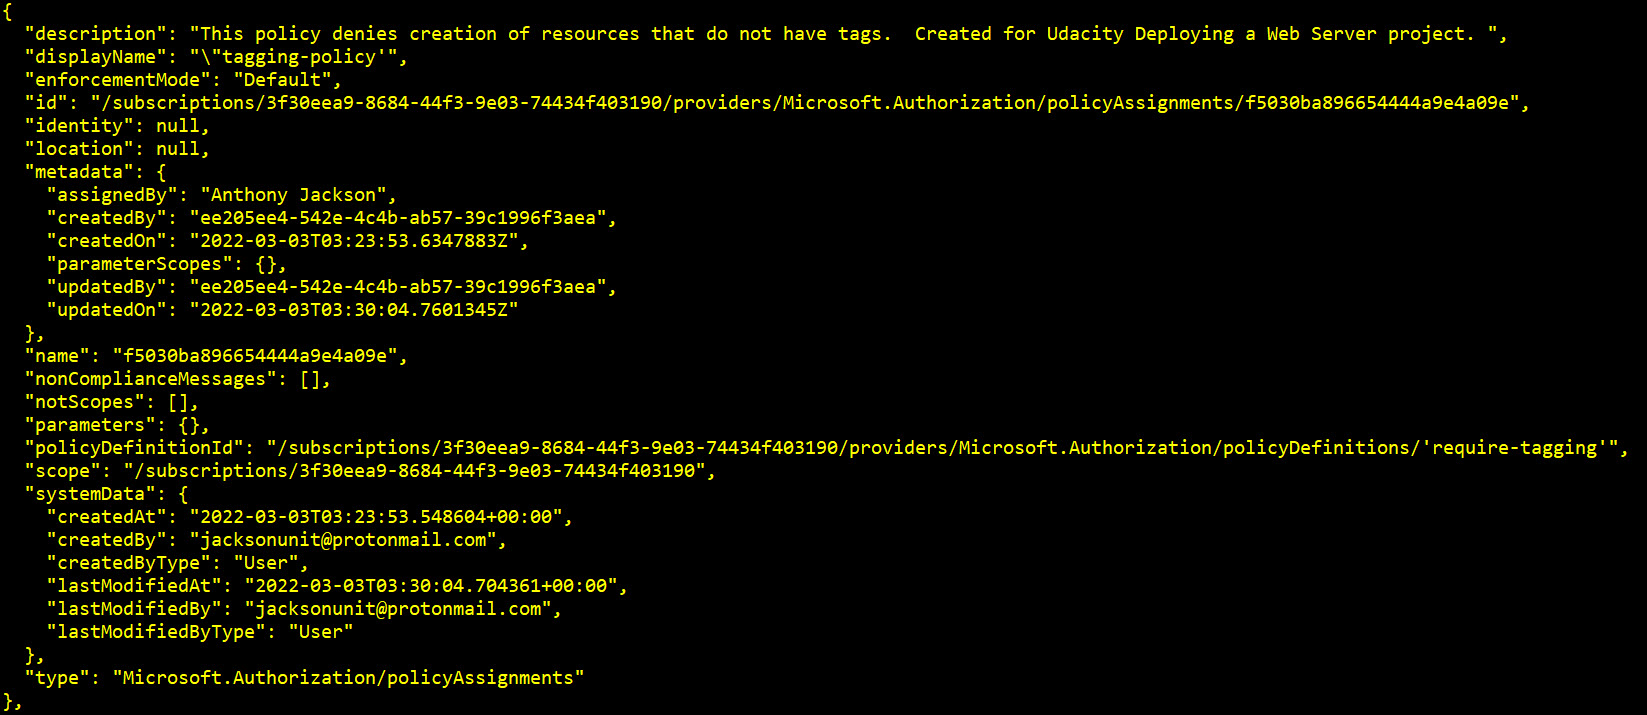 {
  "description": "This policy denies creation of resources that do not have tags.  Created for Udacity Deploying a Web Server project. ",
  "displayName": "\"tagging-policy'",
  "enforcementMode": "Default",
  "id": "/subscriptions/3f30eea9-8684-44f3-9e03-74434f403190/providers/Microsoft.Authorization/policyAssignments/f5030ba896654444a9e4a09e",
  "identity": null,
  "location": null,
  "metadata": {
    "assignedBy": "Anthony Jackson",
    "createdBy": "ee205ee4-542e-4c4b-ab57-39c1996f3aea",
    "createdOn": "2022-03-03T03:23:53.6347883Z",
    "parameterScopes": {},
    "updatedBy": "ee205ee4-542e-4c4b-ab57-39c1996f3aea",
    "updatedOn": "2022-03-03T03:30:04.7601345Z"
  },
  "name": "f5030ba896654444a9e4a09e",
  "nonComplianceMessages": [],
  "notScopes": [],
  "parameters": {},
  "policyDefinitionId": "/subscriptions/3f30eea9-8684-44f3-9e03-74434f403190/providers/Microsoft.Authorization/policyDefinitions/'require-tagging'",
  "scope": "/subscriptions/3f30eea9-8684-44f3-9e03-74434f403190",
  "systemData": {
    "createdAt": "2022-03-03T03:23:53.548604+00:00",
    "createdBy": "jacksonunit@protonmail.com",
    "createdByType": "User",
    "lastModifiedAt": "2022-03-03T03:30:04.704361+00:00",
    "lastModifiedBy": "jacksonunit@protonmail.com",
    "lastModifiedByType": "User"
  },
  "type": "Microsoft.Authorization/policyAssignments"
},